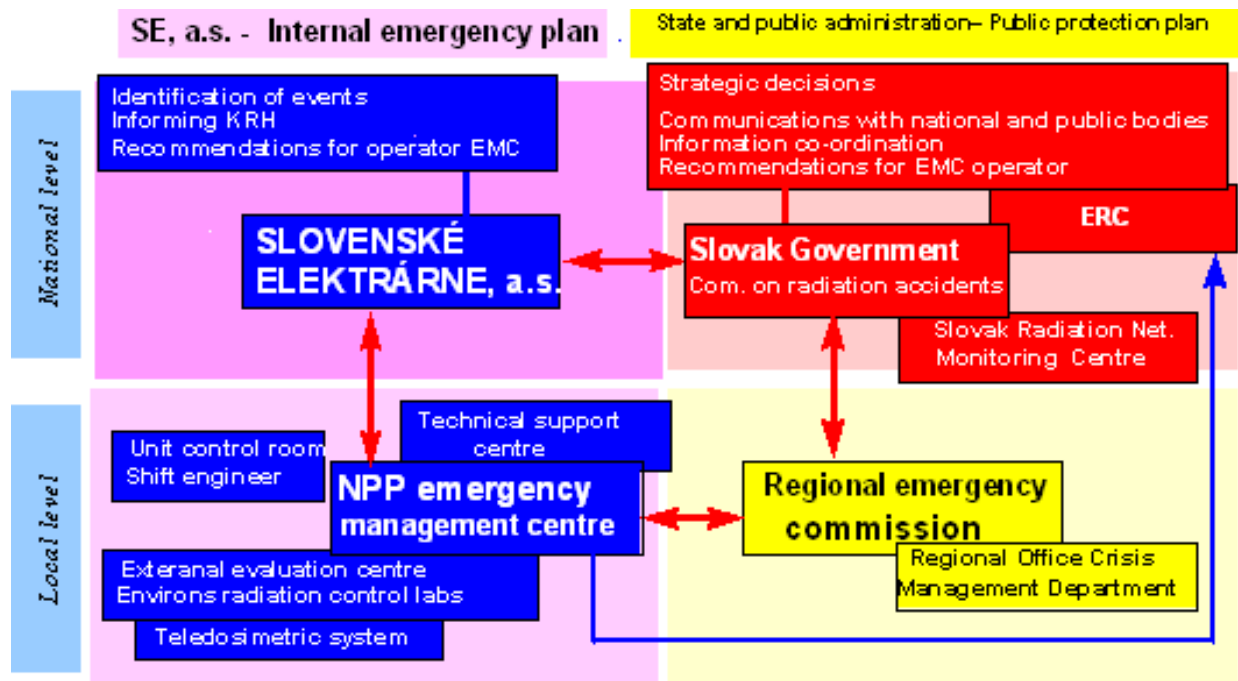 SE, a.s. - Internal emergency plan
State and public administration– Public protection plan
National level
Identification of events
Informing KRH
Recommendations for operator EMC
Strategic decisions
Communications with national and public bodies
Information co-ordination
Recommendations for EMC operator
ERC
SLOVENSKÉ
ELEKTRÁRNE, a.s.
Slovak Government
Com. on radiation accidents
Slovak Radiation Net.
Monitoring Centre
Local level
Technical support
centre
Unit control room
Shift engineer
NPP emergency
management centre
Regional emergency
commission
Regional Office Crisis
Management Department
Exteranal evaluation centre
Environs radiation control labs
Teledosimetric system